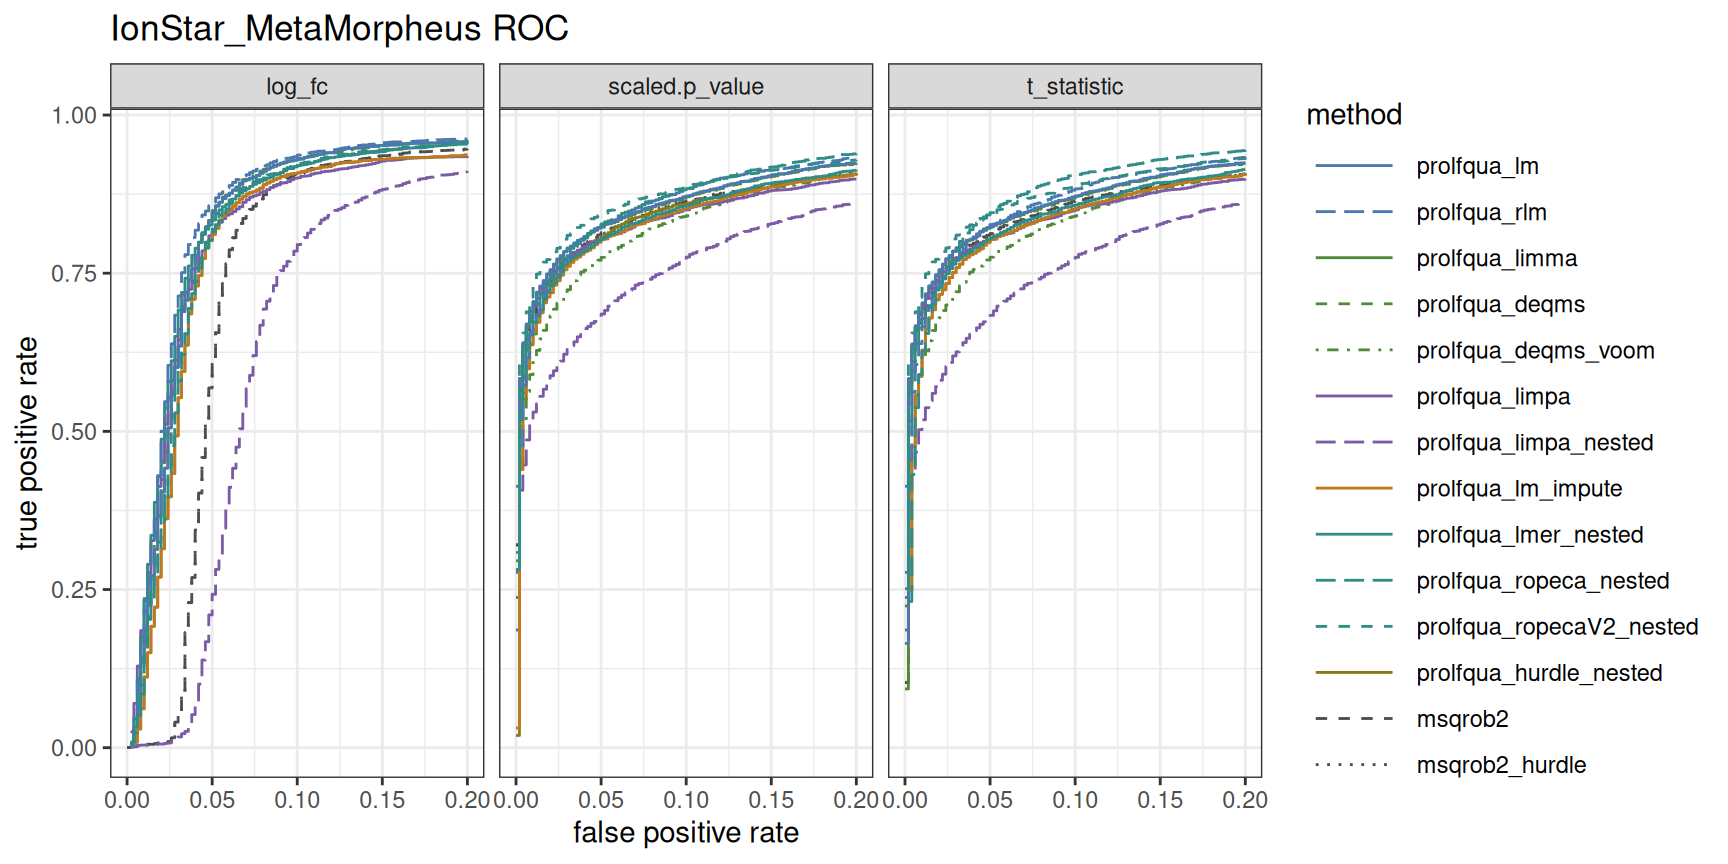 IonStar_MetaMorpheus ROC
log_fc
scaled.p_value
t_statistic
1.00
0.75
0.50
0.25
0.00
true positive rate
0.00 0.05 0.10 0.15 0.20
0.00 0.05 0.10 0.15 0.20
0.00 0.05 0.10 0.15 0.20
false positive rate
method
prolfqua_lm
prolfqua_rlm
prolfqua_limma
prolfqua_deqms
prolfqua_deqms_voom
prolfqua_limpa
prolfqua_limpa_nested
prolfqua_lm_impute
prolfqua_lmer_nested
prolfqua_ropeca_nested
prolfqua_ropecaV2_nested
prolfqua_hurdle_nested
msqrob2
msqrob2_hurdle